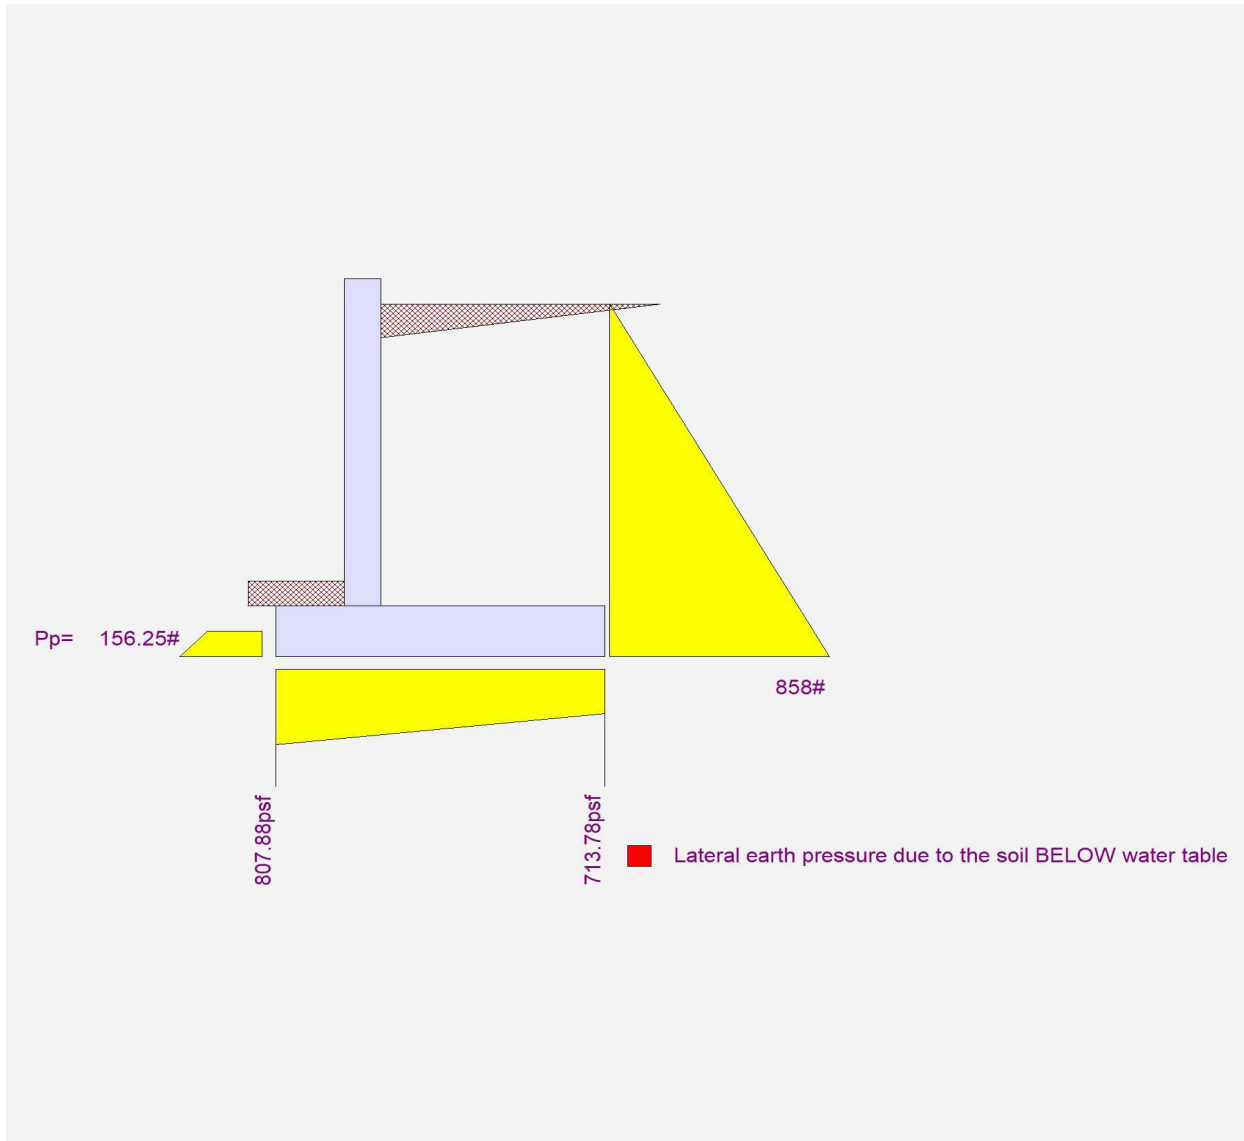 Pp= 156.25#
858#
807.88psf
713.78psf
Lateral earth pressure due to the soil BELOW water table